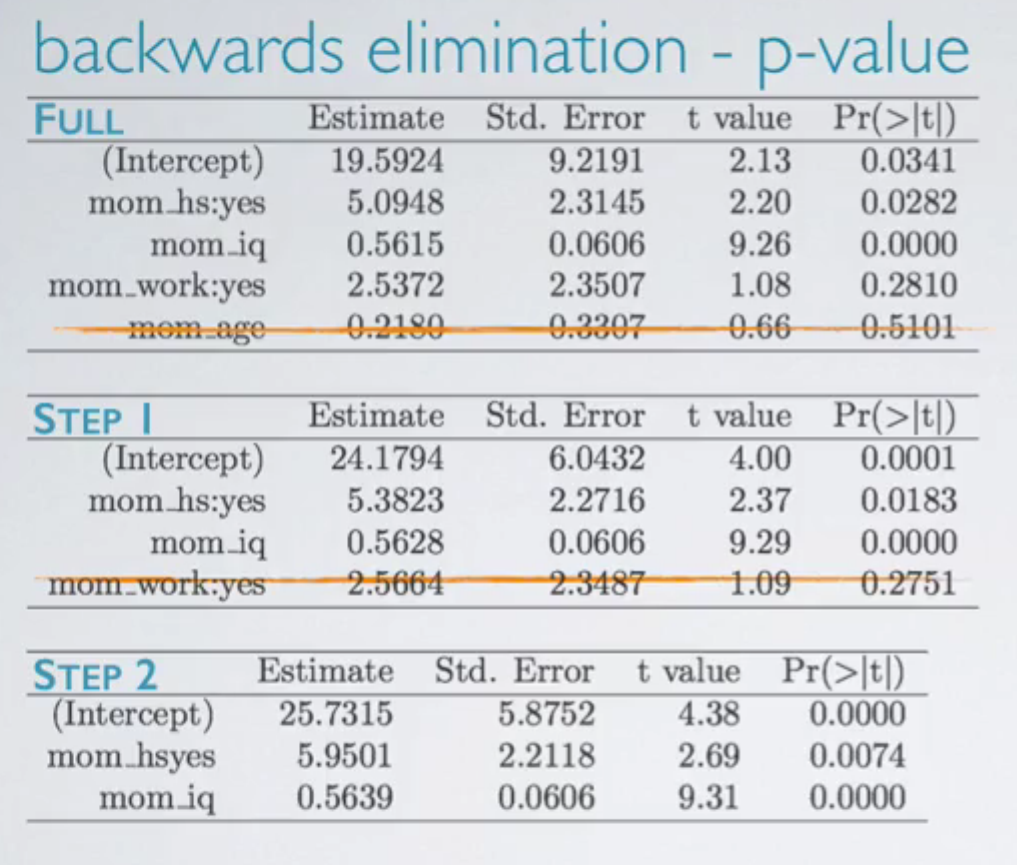 backwards elimination - p-value
FULL Estimate Std. Error t value Pr(>|t|)
(Intercept) 19.5924 9.2191 2.13 0.0341
mom_hs:yes 5.0948 2.3145 2.20 0.0282
mom_iq 0.5615 0.0606 9.26 0.0000
mom_work:yes 2.5372 2.3507 1.08 0.2810
mom_age 0.2180 0.3307 0.66 0.5101
STEP 1 Estimate Std. Error t value Pr(>|t|)
(Intercept) 24.1794 6.0432 4.00 0.0001
mom_hs:yes 5.3823 2.2716 2.37 0.0183
mom_iq 0.5628 0.0606 9.29 0.0000
mom_work:yes 2.5664 2.3487 1.09 0.2751
STEP 2 Estimate Std. Error t value Pr(>|t|)
(Intercept) 25.7315 5.8752 4.38 0.0000
mom_hsyes 5.9501 2.2118 2.69 0.0074
mom_iq 0.5639 0.0606 9.31 0.0000